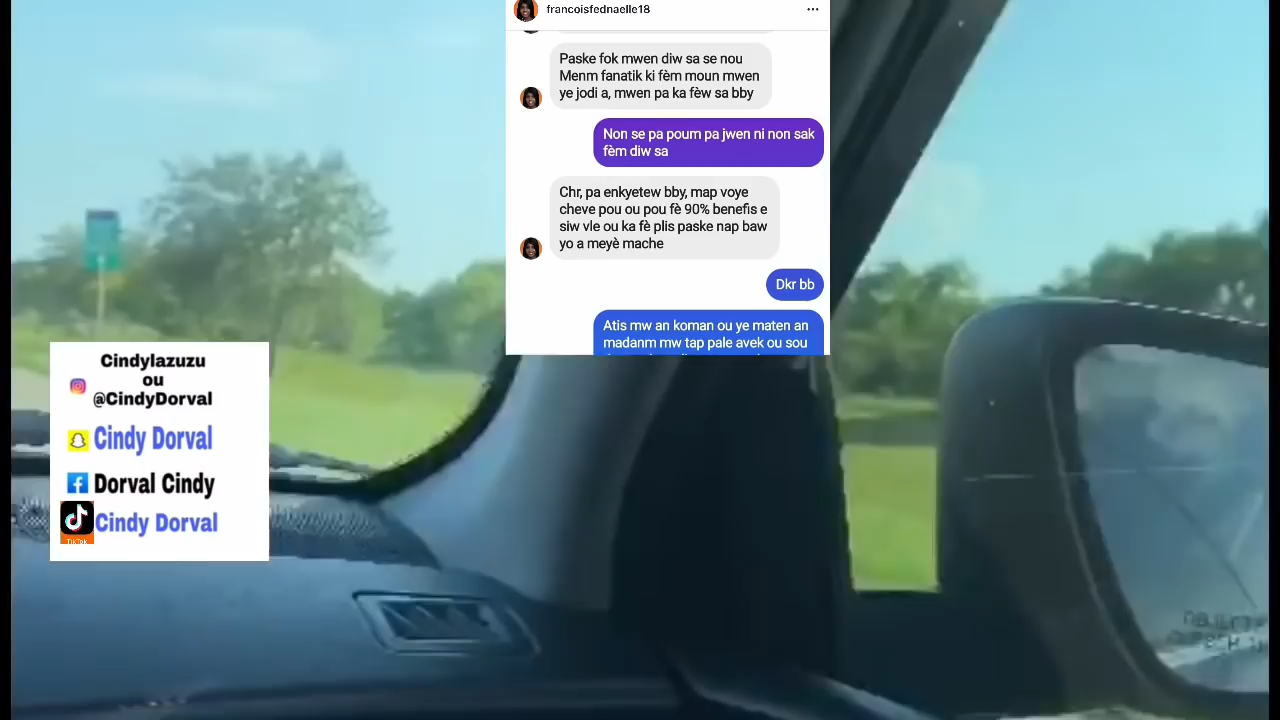 francoisfednaelle18
Paske fok mwen diw sa se nou
Menm fanatik ki fèm moun mwen
ye jodi a, mwen pa ka fèw sa bby
Non se pa poum pa jwen ni non sak
fèm diw sa
Chr, pa enkyetew bby, map voye
cheve pou ou pou fè 90% benefis e
siw vle ou ka fè plis paske nap baw
yo a meyè mache
Dkr bb
Atis mw an koman ou ye maten an
madanm mw tap pale avek ou sou
Cindylazuzu
ou
@CindyDorval
Cindy Dorval
Dorval Cindy
Cindy Dorval
TikTok